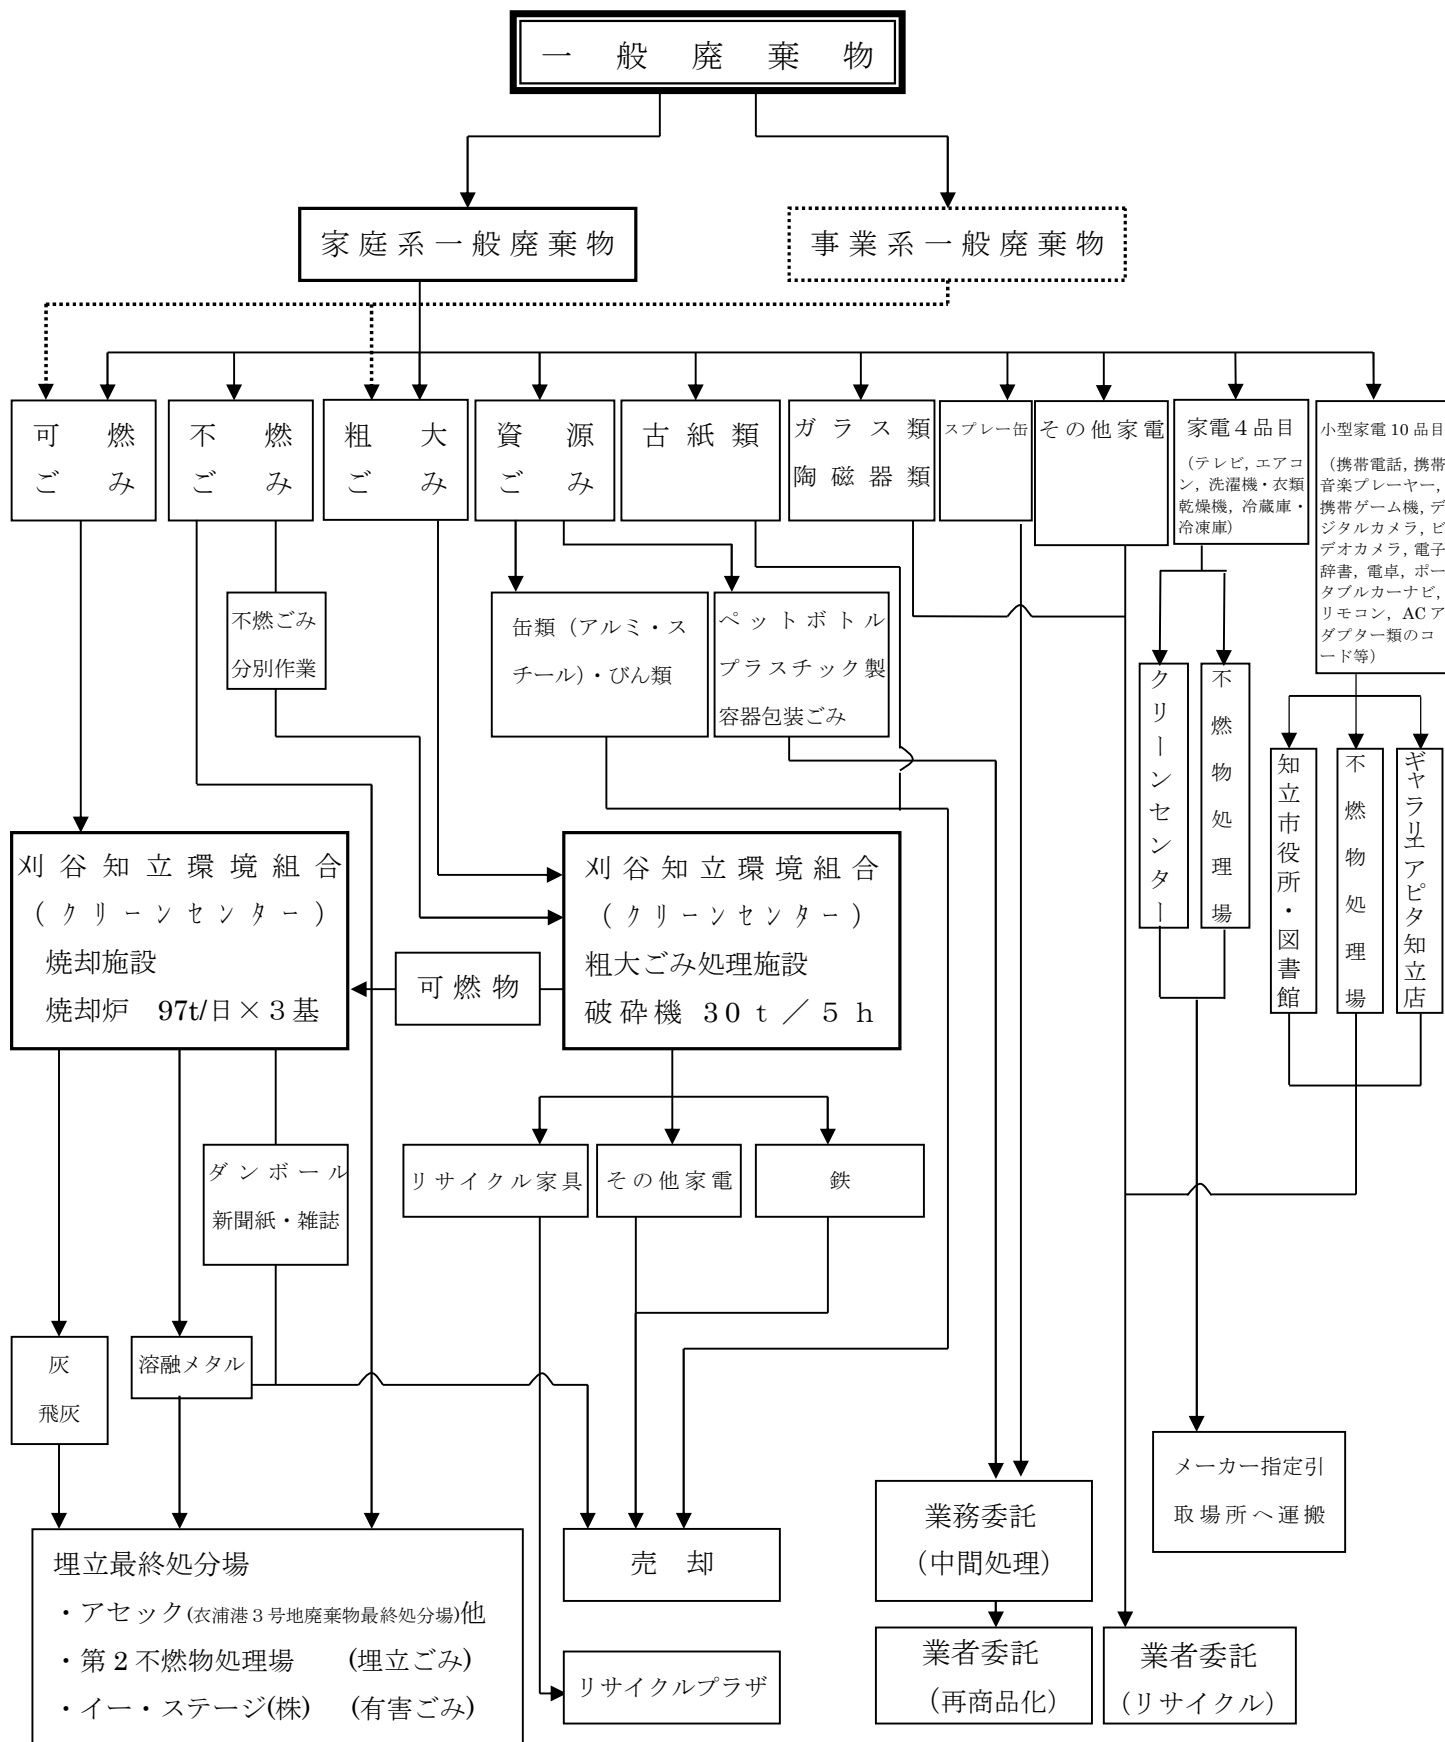 一般廃棄物
家庭系一般廃棄物
事業系一般廃棄物
可燃
ごみ
不燃
ごみ
粗大
ごみ
資源
ごみ
古紙類
ガラス類
陶磁器類
スプレー缶
その他家電
家電４品目
（テレビ，エアコ
ン，洗濯機・衣類
乾燥機，冷蔵庫・
冷凍庫）
小型家電10品目
（携帯電話，携帯
音楽プレーヤー，
携帯ゲーム機，デ
ジタルカメラ，ビ
デオカメラ，電子
辞書，電卓，ポー
タブルカーナビ，
リモコン，ACア
ダプター類のコ
ード等）
不燃ごみ
分別作業
缶類（アルミ・ス
チール）・びん類
ペットボトル
プラスチック製
容器包装ごみ
クリーンセンター
不燃物処理場
知立市役所・図書館
不燃物処理場
ギャラリエアピタ知立店
刈谷知立環境組合
（クリーンセンター）
焼却施設
焼却炉　97t/日×３基
可燃物
刈谷知立環境組合
（クリーンセンター）
粗大ごみ処理施設
破砕機 30ｔ／５ｈ
ダンボール
新聞紙・雑誌
リサイクル家具
その他家電
鉄
灰
飛灰
溶融メタル
メーカー指定引
取場所へ運搬
業務委託
（中間処理）
売却
埋立最終処分場
・アセック(衣浦港３号地廃棄物最終処分場)他
・第２不燃物処理場　　(埋立ごみ)
・イー・ステージ(株)　(有害ごみ)
リサイクルプラザ
業者委託
（再商品化）
業者委託
（リサイクル）